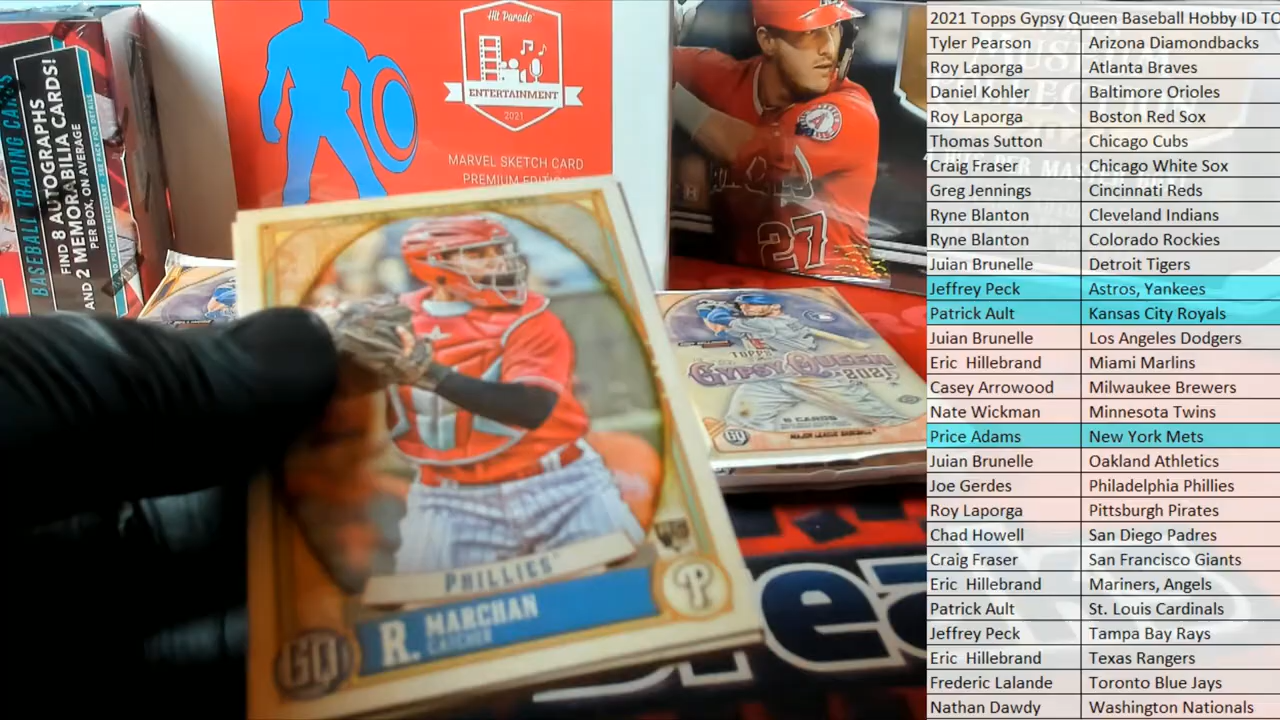 BASEBALL TRADING CARDS
FIND 8 AUTOGRAPHS
AND 2 MEMORABILIA CARDS!
PER BOX, ON AVERAGE
Hit Parade
ENTERTAINMENT
2021
MARVEL SKETCH CARD
PREMIUM EDITION
A
27
PHILLIES
R. MARCHAN
CATCHER
GQ
P
TOPPS
GYPSY QUEEN
2021
CARDS
GQ
MAJOR LEAGUE BASEBALL
2021 Topps Gypsy Queen Baseball Hobby ID TO
Tyler Pearson Arizona Diamondbacks
Roy Laporga Atlanta Braves
Daniel Kohler Baltimore Orioles
Roy Laporga Boston Red Sox
Thomas Sutton Chicago Cubs
Craig Fraser Chicago White Sox
Greg Jennings Cincinnati Reds
Ryne Blanton Cleveland Indians
Ryne Blanton Colorado Rockies
Juian Brunelle Detroit Tigers
Jeffrey Peck Astros, Yankees
Patrick Ault Kansas City Royals
Juian Brunelle Los Angeles Dodgers
Eric Hillebrand Miami Marlins
Casey Arrowood Milwaukee Brewers
Nate Wickman Minnesota Twins
Price Adams New York Mets
Juian Brunelle Oakland Athletics
Joe Gerdes Philadelphia Phillies
Roy Laporga Pittsburgh Pirates
Chad Howell San Diego Padres
Craig Fraser San Francisco Giants
Eric Hillebrand Mariners, Angels
Patrick Ault St. Louis Cardinals
Jeffrey Peck Tampa Bay Rays
Eric Hillebrand Texas Rangers
Frederic Lalande Toronto Blue Jays
Nathan Dawdy Washington Nationals